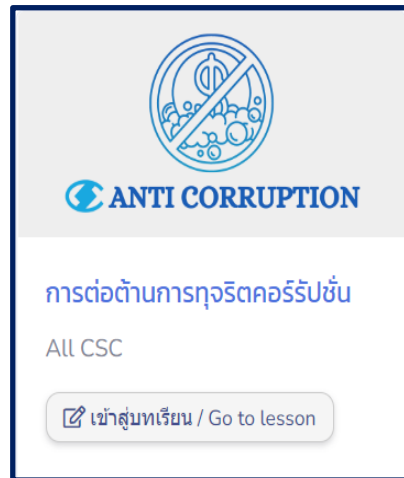 ANTI CORRUPTION
การต่อต้านการทุจริตคอร์รัปชั่น
All CSC
เข้าสู่บทเรียน / Go to lesson